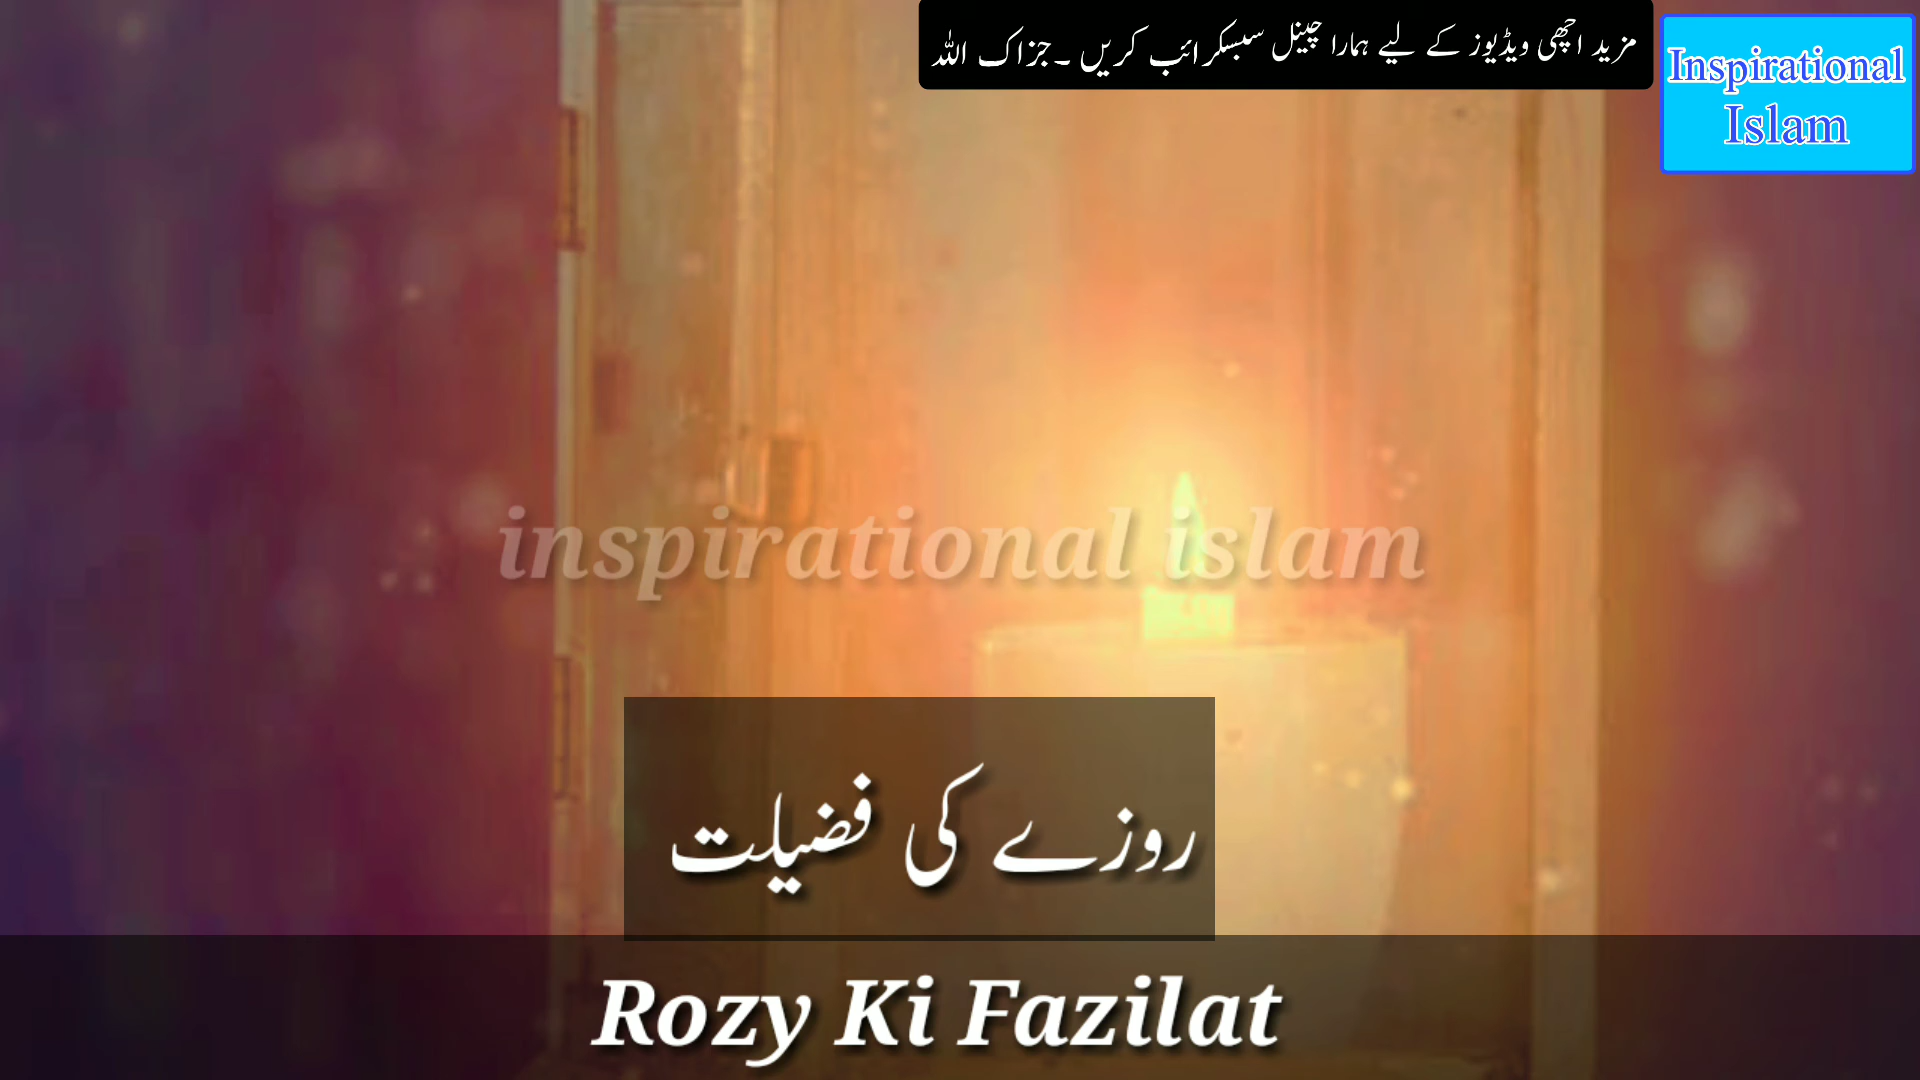 مزید اچھی ویڈیوز کے لیے ہمارا چینل سبسکرائب کریں ۔جزاک اللہ
Inspirational
Islam
inspirational islam
روزے کی فضیلت
Rozy Ki Fazilat